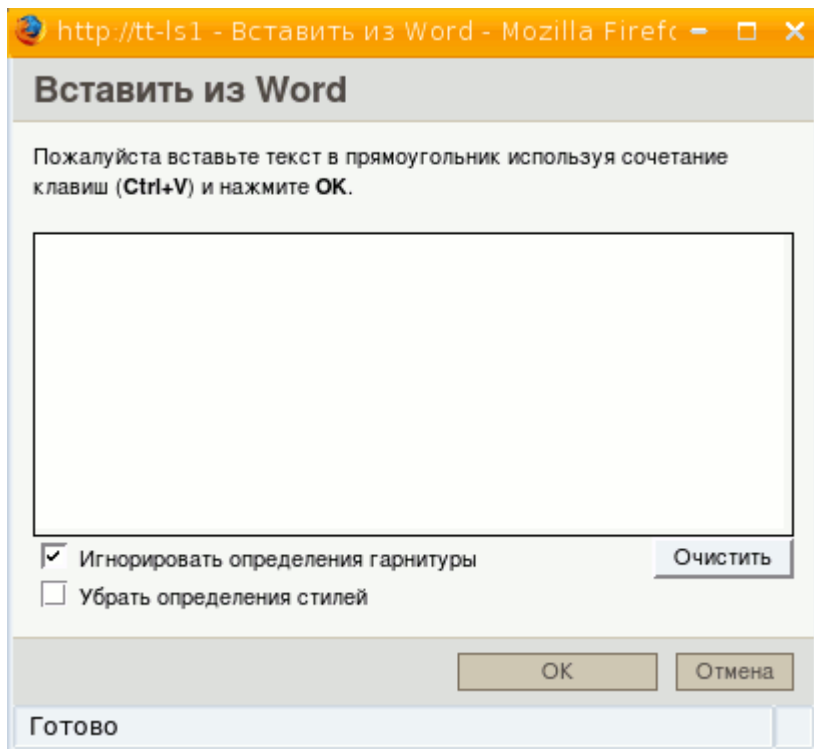 http://tt-ls1 - Вставить из Word - Mozilla Firefc
Вставить из Word
Пожалуйста вставьте текст в прямоугольник используя сочетание
клавиш (Ctrl+V) и нажмите OK.
Игнорировать определения гарнитуры
Очистить
Убрать определения стилей
OK
Отмена
Готово